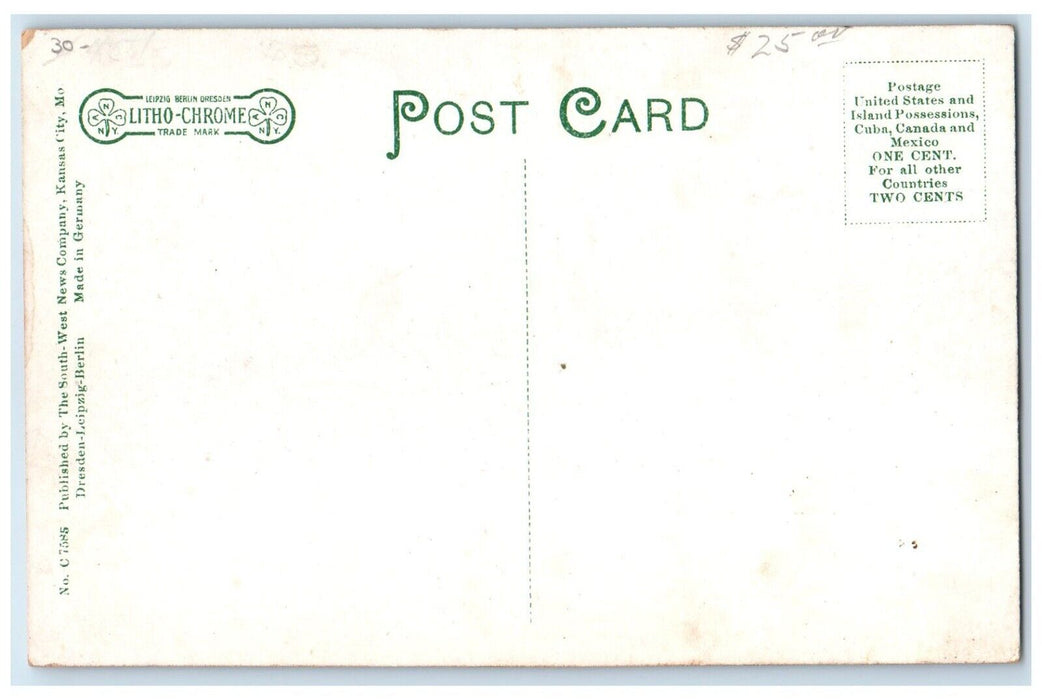 30-
$25.00
LEIPZIG BERLIN DRESDEN
LITHO-CHROME
TRADE MARK
POST CARD
Postage
United States and
Island Possessions,
Cuba, Canada and
Mexico
ONE CENT.
For all other
Countries
TWO CENTS
No. C 7585 Published by The South-West News Company, Kansas City, Mo
Dresden-Leipzig-Berlin Made in Germany